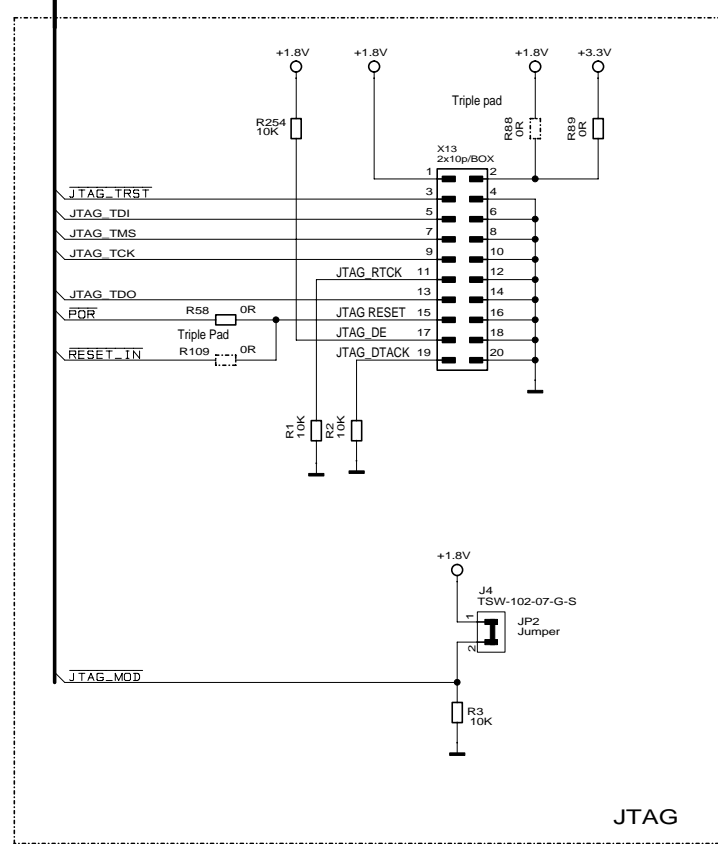 +1.8V +1.8V +1.8V +3.3V
Triple pad
R254
10K
R88
0R
R89
0R
X13
2x10p/BOX
1 2
JTAG_TRST 3 4
JTAG_TDI 5 6
JTAG_TMS 7 8
JTAG_TCK 9 10
JTAG_RTCK 11 12
JTAG_TDO 13 14
POR R58 0R JTAG RESET 15 16
Triple Pad
JTAG_DE 17 18
RESET_IN R109 0R JTAG_DTACK 19 20
R1
10K
R2
10K
+1.8V
J4
TSW-102-07-G-S
1
JP2
Jumper
2
JTAG_MOD
R3
10K
JTAG